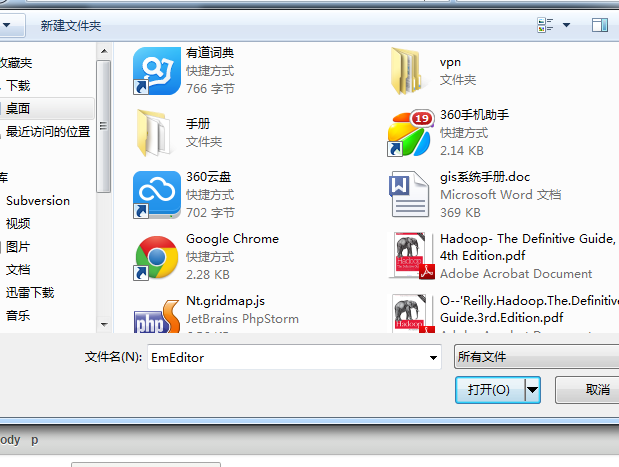 新建文件夹
收藏夹
下载
桌面
最近访问的位置
库
Subversion
视频
图片
文档
迅雷下载
音乐
有道词典
快捷方式
766 字节
vpn
文件夹
手册
文件夹
19
360手机助手
快捷方式
2.14 KB
360云盘
快捷方式
702 字节
gis系统手册.doc
Microsoft Word 文档
369 KB
Google Chrome
快捷方式
2.28 KB
Hadoop- The Definitive Guide,
4th Edition.pdf
Adobe Acrobat Document
Nt.gridmap.js
JetBrains PhpStorm
php
O--'Reilly.Hadoop.The.Definitive
Guide.3rd.Edition.pdf
文件名(N):
EmEditor
所有文件
打开(O)
取消
ody
p